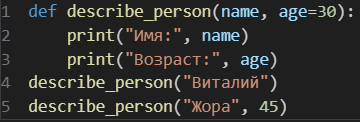 1 def describe_person(name, age=30):
2     print("Имя:", name)
3     print("Возраст:", age)
4 describe_person("Виталий")
5 describe_person("Жора", 45)